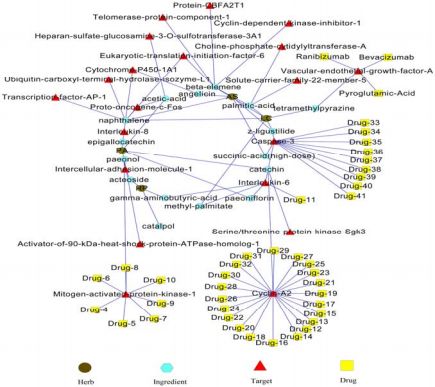 Protein-CBFA2T1
Telomerse-protein-component-1
Cyclin-dependent-kinase-inhibitor-1
Heparan-sulfate-glucosamine-3-O-sulfotransferase-3A1
Choline-phosphate-cytidylyltransferase-A
Eukaryotic-translation-initiation-factor-6
Ranibizumab
Bevacizumab
Cytochrome-P450-1A1
Vascular-endothelial-growth-factor-A
Ubiquitin-carboxyl-terminal-hydrolase-isozyme-L1
beta-elemene
Solute-carrier-family-22-member-5
angelicin
AS
Pyroglutamic-Acid
Transcription-factor-AP-1
acetic-acid
palmitic-acid
Proto-oncogene-c-Fos
tetramethylpyrazine
naphthalene
LC
Drug-33
Interleukin-8
z-ligustilide
Drug-34
epigallocatechin
Caspase-3
Drug-35
Drug-36
paeonol
succinic-acid(high-dose)
Drug-37
Intercellular-adhesion-molecule-1
catechin
Drug-38
Drug-39
acteoside
Interleukin-6
Drug-40
Drug-41
gamma-aminobutyric-acid
paeoniflorin
Drug-11
methyl-palmitate
catalpol
Serine/threonine-protein-kinase-Sgk3
Activator-of-90-kDa-heat-shock-protein-ATPase-homolog-1
Drug-29
Drug-31
Drug-27
Drug-8
Drug-32
Drug-25
Drug-6
Drug-10
Drug-30
Drug-23
Drug-28
Drug-21
Mitogen-activated-protein-kinase-1
Drug-9
Cyclin-A2
Drug-19
Drug-26
Drug-17
Drug-4
Drug-7
Drug-24
Drug-15
Drug-5
Drug-22
Drug-13
Drug-20
Drug-12
Drug-18
Drug-14
Drug-16
Herb
Ingredient
Target
Drug